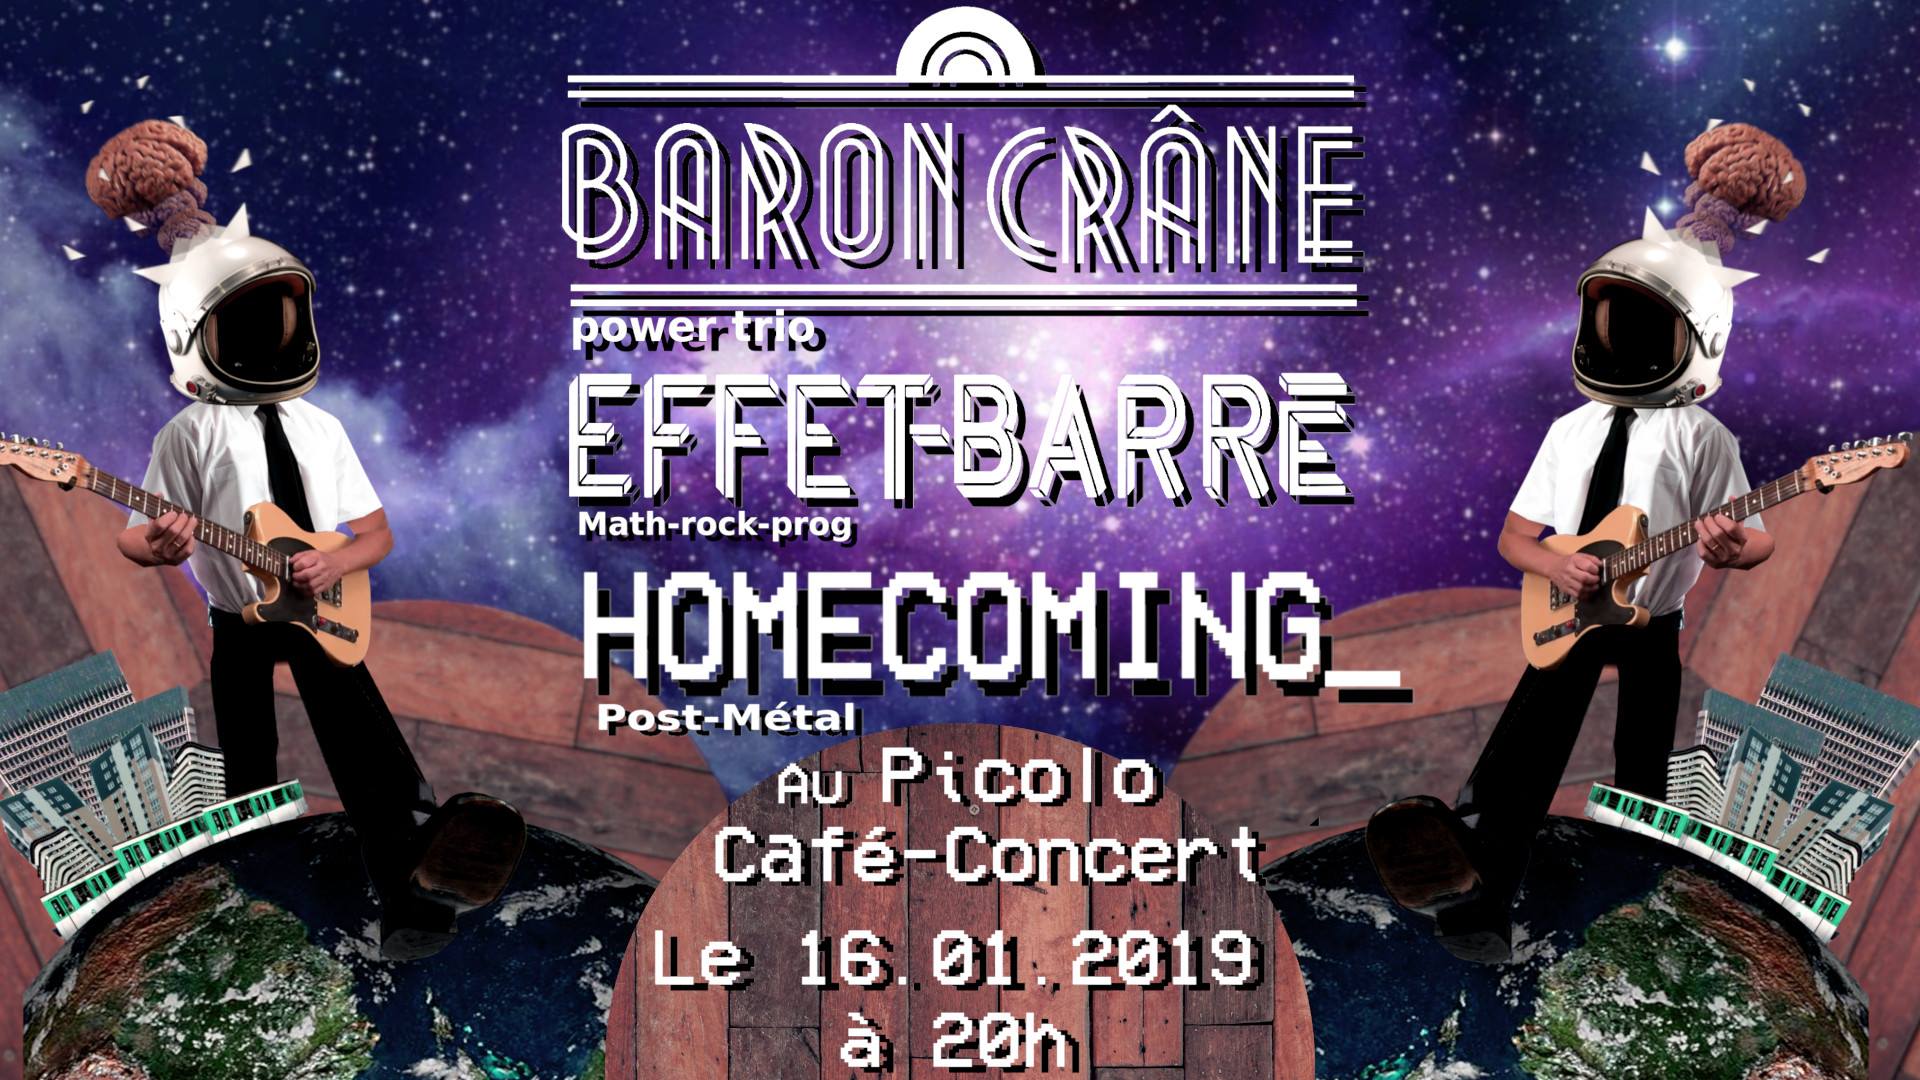 BARON CRÂNE
power trio
EFFET-BARRÉ
Math-rock-prog
HOMECOMING_
Post-Métal
Au Picolo
Café-Concert
Le 16.01.2019
à 20h